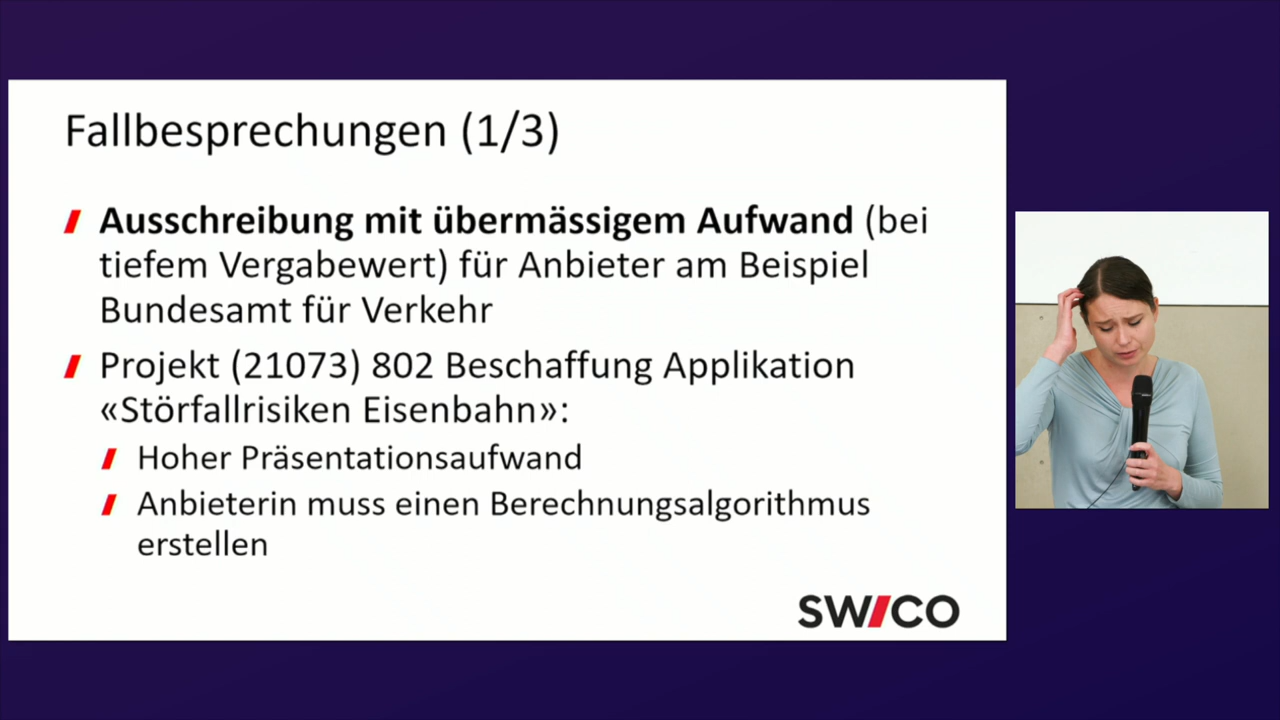 Fallbesprechungen (1/3)
Ausschreibung mit übermässigem Aufwand (bei
tiefem Vergabewert) für Anbieter am Beispiel
Bundesamt für Verkehr
Projekt (21073) 802 Beschaffung Applikation
«Störfallrisiken Eisenbahn»:
Hoher Präsentationsaufwand
Anbieterin muss einen Berechnungsalgorithmus
erstellen
SWICO